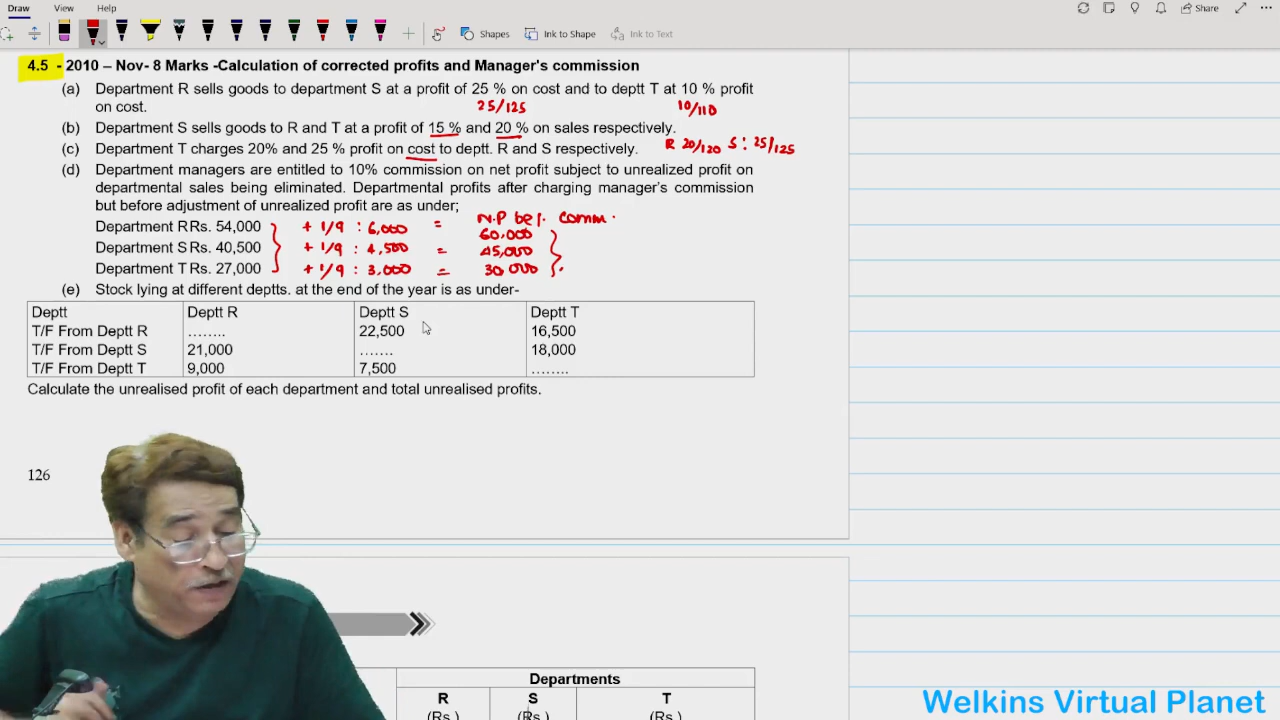 Draw View Help
Share
Shapes Ink to Shape Ink to Text
4.5 - 2010 – Nov- 8 Marks -Calculation of corrected profits and Manager's commission
(a) Department R sells goods to department S at a profit of 25 % on cost and to deptt T at 10 % profit
on cost.
25/125 10/110
(b) Department S sells goods to R and T at a profit of 15 % and 20 % on sales respectively.
(c) Department T charges 20% and 25 % profit on cost to deptt. R and S respectively.
R 20/120 S: 25/125
(d) Department managers are entitled to 10% commission on net profit subject to unrealized profit on
departmental sales being eliminated. Departmental profits after charging manager's commission
but before adjustment of unrealized profit are as under;
N.P bef. comm.
Department R Rs. 54,000 + 1/9 : 6,000 = 60,000
Department S Rs. 40,500 + 1/9 : 4,500 = 45,000
Department T Rs. 27,000 + 1/9 : 3,000 = 30,000
(e) Stock lying at different deptts. at the end of the year is as under-
Deptt Deptt R Deptt S Deptt T
T/F From Deptt R …….. 22,500 16,500
T/F From Deptt S 21,000 ……. 18,000
T/F From Deptt T 9,000 7,500 ……..
Calculate the unrealised profit of each department and total unrealised profits.
126
Departments
R S T
(Rs.) (Rs.) (Rs.)
Welkins Virtual Planet